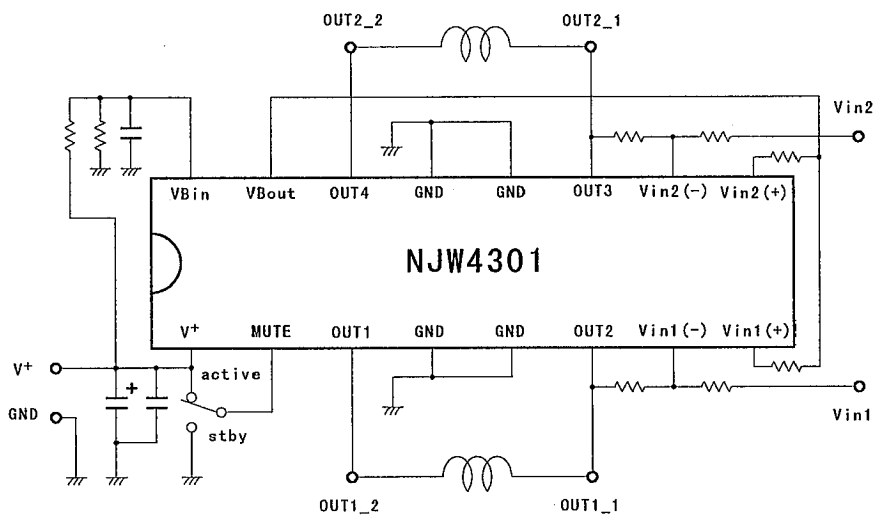 OUT2_2 OUT2_1
Vin2
VBin VBout OUT4 GND GND OUT3 Vin2(-) Vin2(+)
NJW4301
V+ MUTE OUT1 GND GND OUT2 Vin1(-) Vin1(+)
V+ + active
GND stby Vin1
OUT1_2 OUT1_1